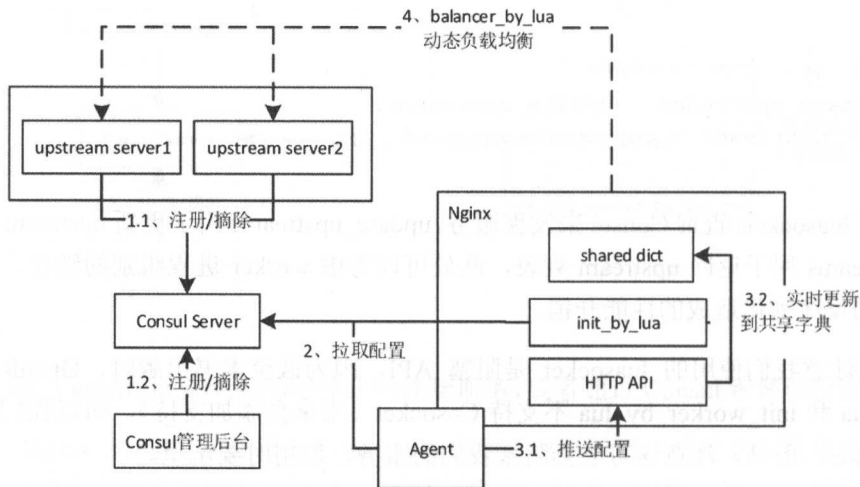 4、balancer_by_lua
动态负载均衡
upstream server1
upstream server2
1.1、注册/摘除
Nginx
shared dict
Consul Server
init_by_lua
3.2、实时更新
到共享字典
2、拉取配置
HTTP API
1.2、注册/摘除
Consul管理后台
Agent
3.1、推送配置